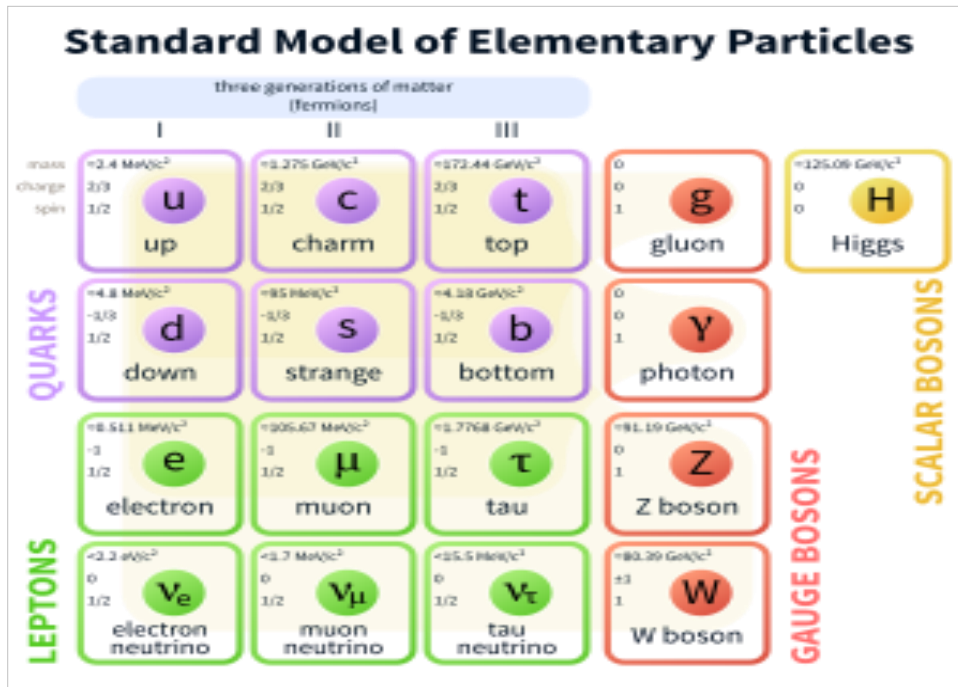 Standard Model of Elementary Particles
three generations of matter
(fermions)
I II III
mass
charge
spin
≈2.4 MeV/c²
2/3
1/2
u
up
≈1.275 GeV/c²
2/3
1/2
c
charm
≈172.44 GeV/c²
2/3
1/2
t
top
0
0
1
g
gluon
≈125.09 GeV/c²
0
0
H
Higgs
QUARKS
≈4.8 MeV/c²
-1/3
1/2
d
down
≈95 MeV/c²
-1/3
1/2
s
strange
≈4.18 GeV/c²
-1/3
1/2
b
bottom
0
0
1
γ
photon
SCALAR BOSONS
≈0.511 MeV/c²
-1
1/2
e
electron
≈105.67 MeV/c²
-1
1/2
μ
muon
≈1.7768 GeV/c²
-1
1/2
τ
tau
≈91.19 GeV/c²
0
1
Z
Z boson
LEPTONS
<2.2 eV/c²
0
1/2
νe
electron
neutrino
<1.7 MeV/c²
0
1/2
νμ
muon
neutrino
<15.5 MeV/c²
0
1/2
ντ
tau
neutrino
≈80.39 GeV/c²
±1
1
W
W boson
GAUGE BOSONS